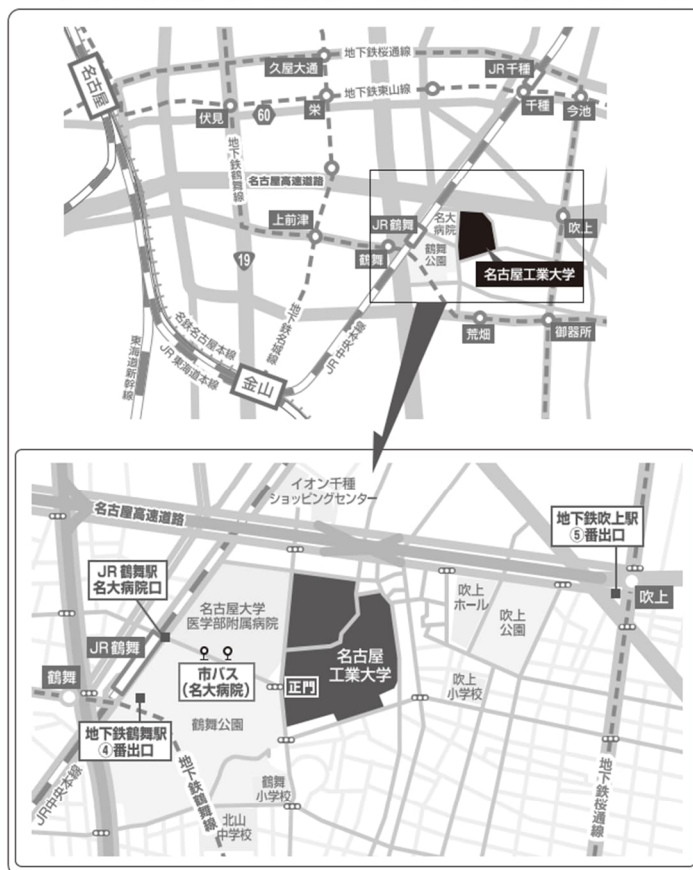 地下鉄桜通線
久屋大通
JR千種
名古屋
地下鉄東山線
伏見
60
栄
千種
今池
地下鉄鶴舞線
名古屋高速道路
上前津
JR鶴舞
名大
病院
吹上
鶴舞
鶴舞
公園
19
名古屋工業大学
名鉄名古屋本線
地下鉄名城線
JR中央本線
荒畑
御器所
東海道新幹線
JR東海道本線
金山
イオン千種
ショッピングセンター
名古屋高速道路
地下鉄吹上駅
⑤番出口
JR鶴舞駅
名大病院口
名古屋大学
医学部附属病院
吹上
ホール
吹上
公園
吹上
JR鶴舞
名古屋
工業大学
市バス
(名大病院)
正門
吹上
小学校
鶴舞
地下鉄鶴舞駅
④番出口
鶴舞公園
JR中央本線
地下鉄鶴舞線
鶴舞
小学校
地下鉄桜通線
北山
中学校